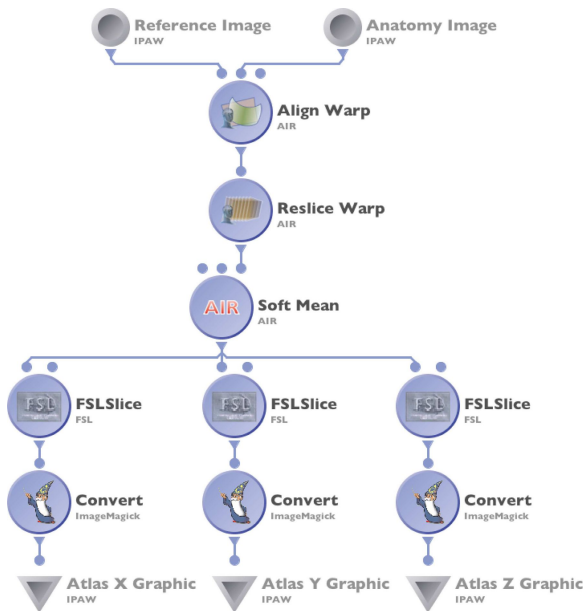 Reference Image
IPAW
Anatomy Image
IPAW
Align Warp
AIR
Reslice Warp
AIR
AIR
Soft Mean
AIR
FSL
FSLSlice
FSL
FSL
FSLSlice
FSL
FSL
FSLSlice
FSL
Convert
ImageMagick
Convert
ImageMagick
Convert
ImageMagick
Atlas X Graphic
IPAW
Atlas Y Graphic
IPAW
Atlas Z Graphic
IPAW